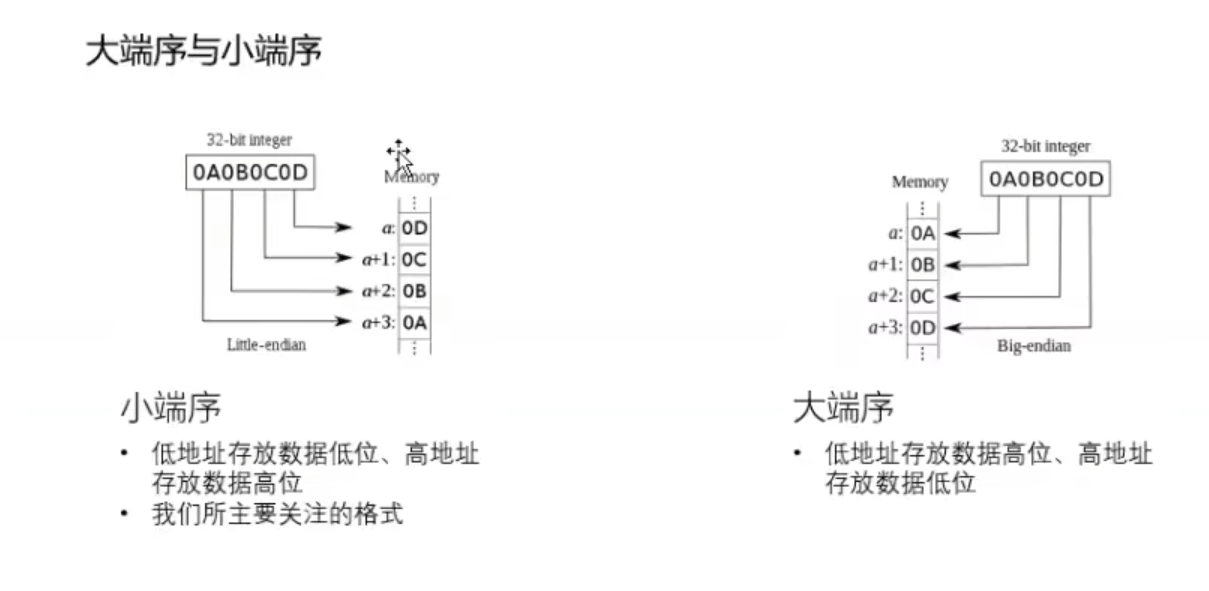 大端序与小端序
32-bit integer
0A0B0C0D
Memory
a: 0D
a+1: 0C
a+2: 0B
a+3: 0A
Little-endian
32-bit integer
0A0B0C0D
Memory
a: 0A
a+1: 0B
a+2: 0C
a+3: 0D
Big-endian
小端序
• 低地址存放数据低位、高地址
存放数据高位
• 我们所主要关注的格式
大端序
• 低地址存放数据高位、高地址
存放数据低位